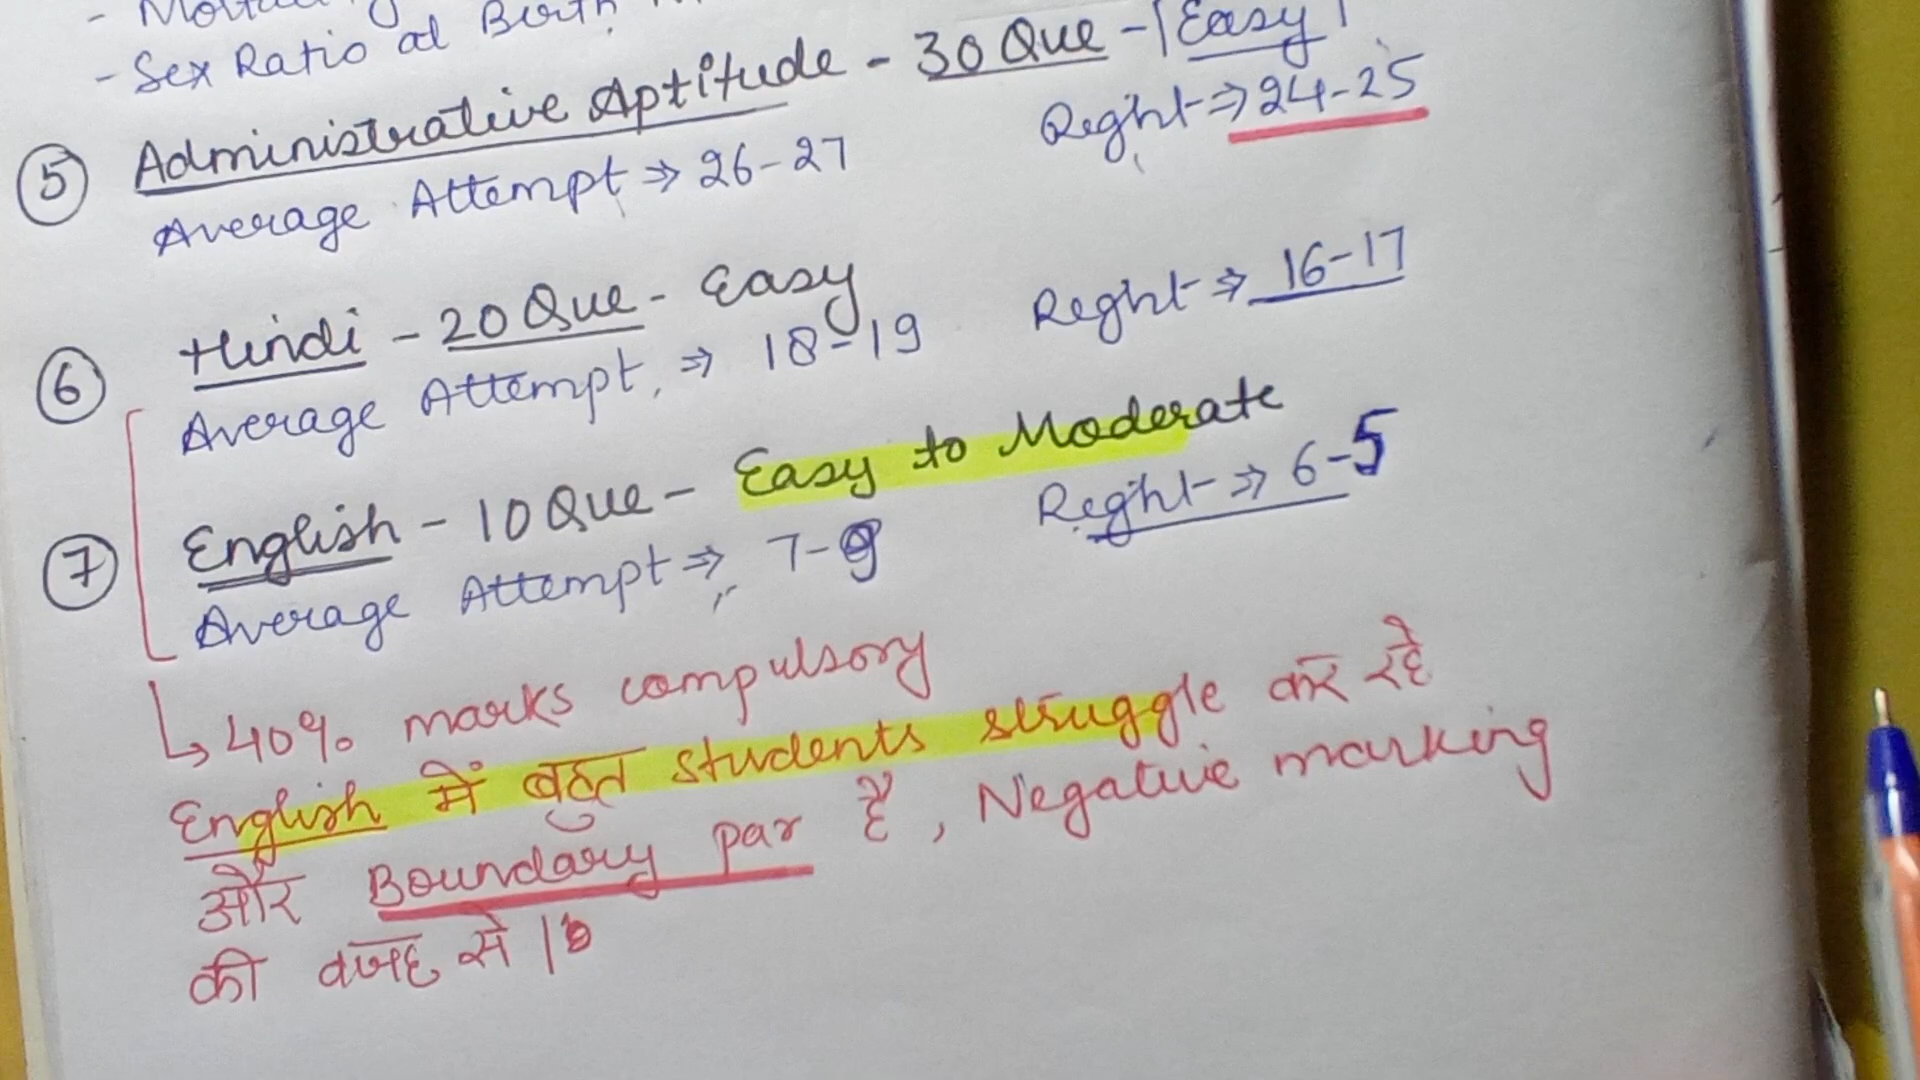 - Sex Ratio at Birth
⑤ Administrative Aptitude - 30 Que - |Easy|
Average Attempt ⇒ 26-27 Right ⇒ 24-25
⑥ Hindi - 20 Que - Easy
Average Attempt, ⇒ 18-19 Reght ⇒ 16-17
⑦ English - 10 Que - Easy to Moderate
Average Attempt ⇒ 7-9 Reght ⇒ 6-5
↳ 40% marks compulsory
English में बहुत students struggle कर रहे
और Boundary par है, Negative marking
की वजह से।